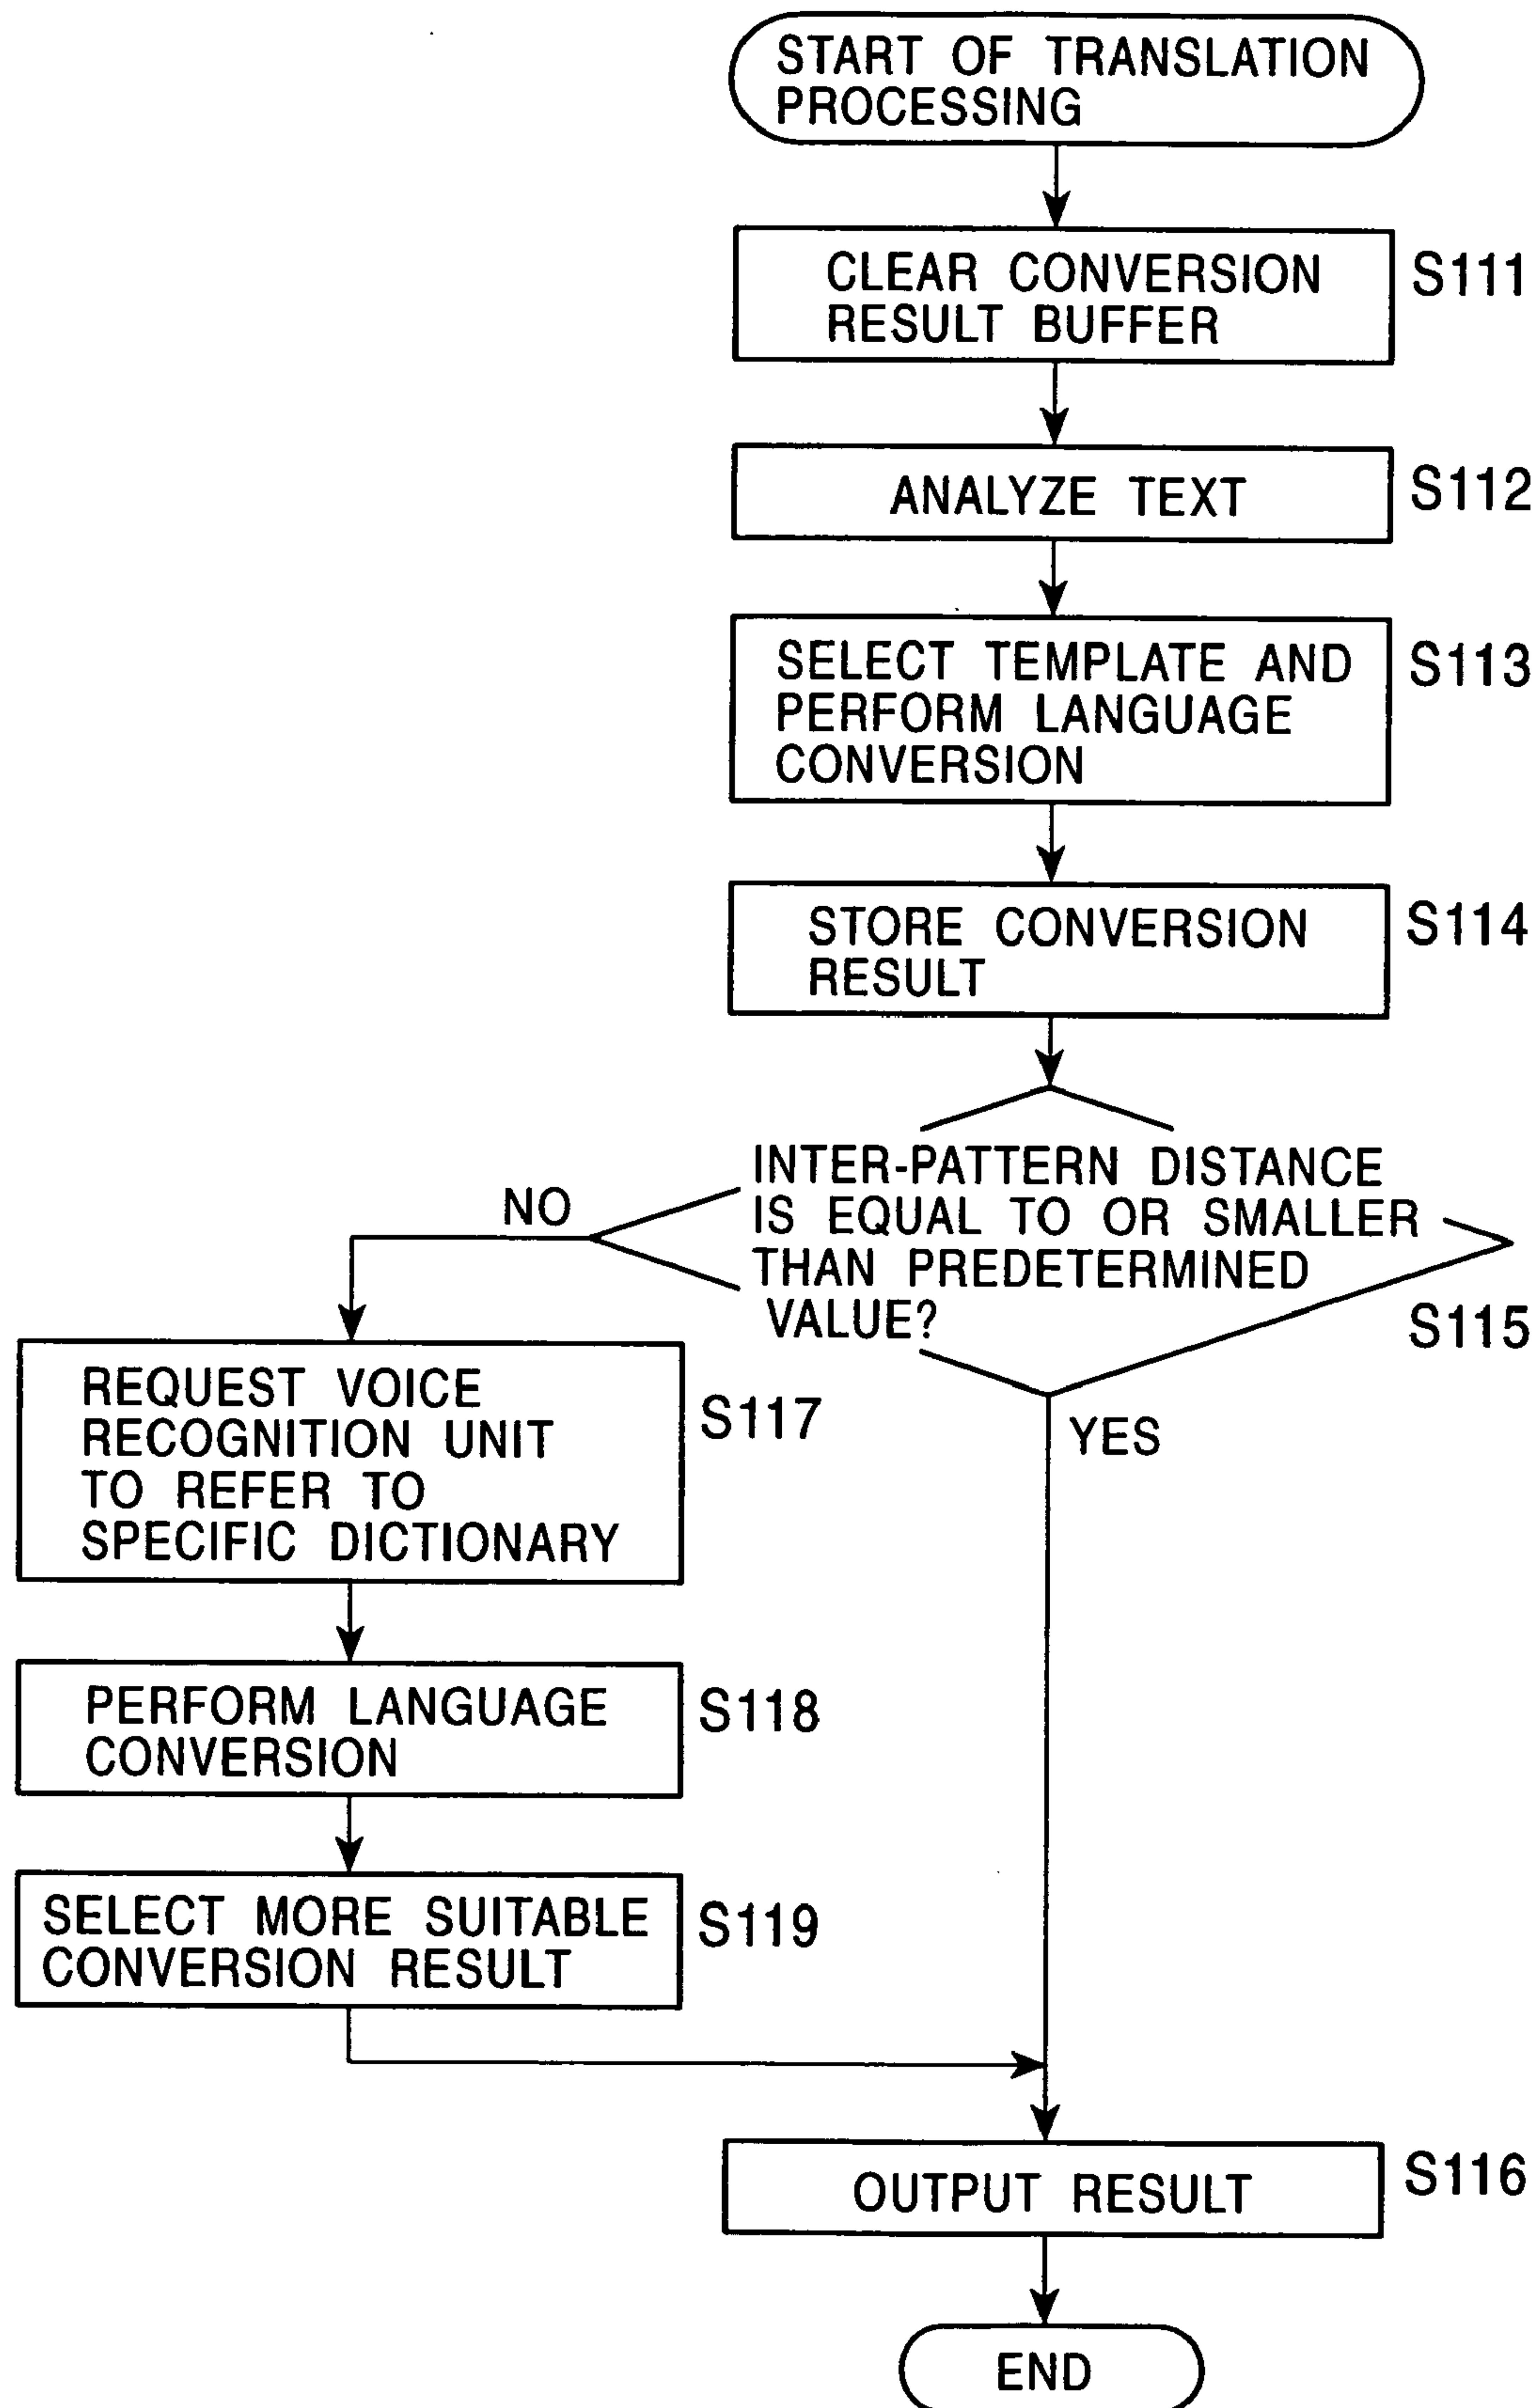 START OF TRANSLATION
PROCESSING
CLEAR CONVERSION
RESULT BUFFER
S111
ANALYZE TEXT
S112
SELECT TEMPLATE AND
PERFORM LANGUAGE
CONVERSION
S113
STORE CONVERSION
RESULT
S114
INTER-PATTERN DISTANCE
IS EQUAL TO OR SMALLER
THAN PREDETERMINED
VALUE?
S115
NO
YES
REQUEST VOICE
RECOGNITION UNIT
TO REFER TO
SPECIFIC DICTIONARY
S117
PERFORM LANGUAGE
CONVERSION
S118
SELECT MORE SUITABLE
CONVERSION RESULT
S119
OUTPUT RESULT
S116
END